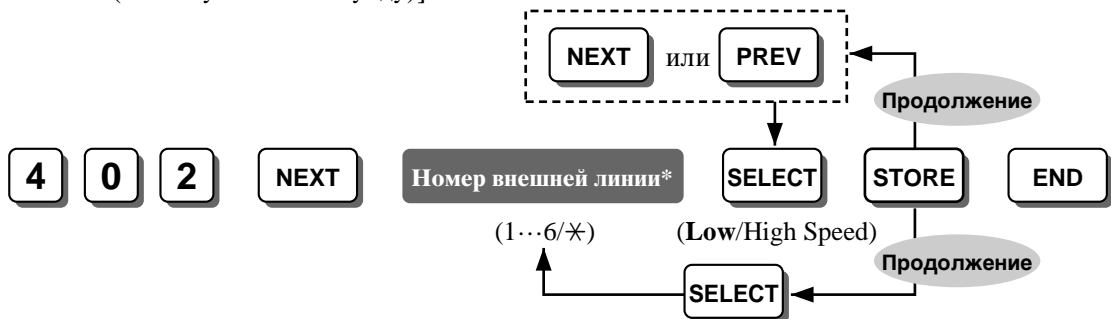 NEXT или PREV
Продолжение
4 0 2 NEXT Номер внешней линии* SELECT STORE END
(1···6/✳) (Low/High Speed)
Продолжение
SELECT